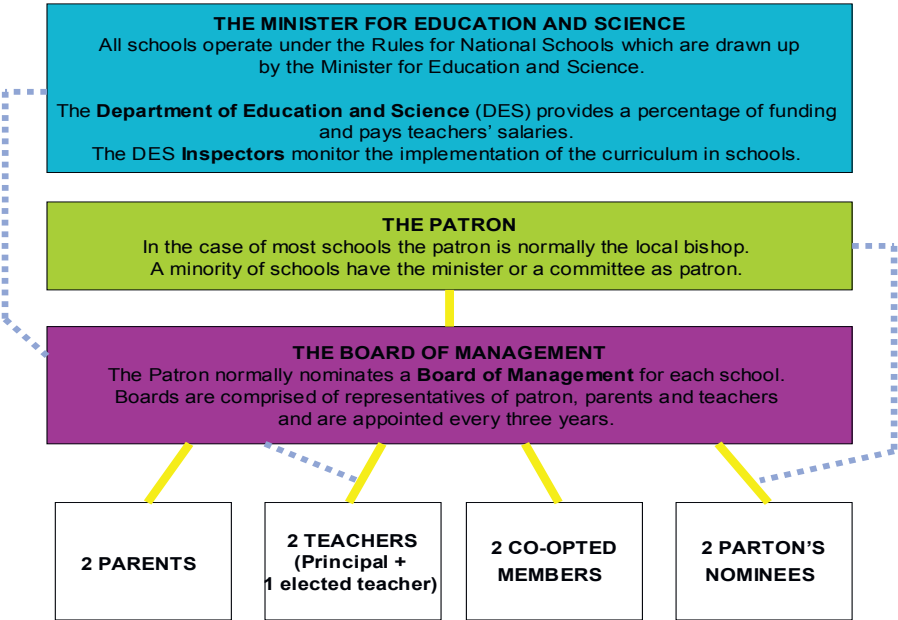 THE MINISTER FOR EDUCATION AND SCIENCE
All schools operate under the Rules for National Schools which are drawn up
by the Minister for Education and Science.
The Department of Education and Science (DES) provides a percentage of funding
and pays teachers' salaries.
The DES Inspectors monitor the implementation of the curriculum in schools.
THE PATRON
In the case of most schools the patron is normally the local bishop.
A minority of schools have the minister or a committee as patron.
THE BOARD OF MANAGEMENT
The Patron normally nominates a Board of Management for each school.
Boards are comprised of representatives of patron, parents and teachers
and are appointed every three years.
2 PARENTS
2 TEACHERS
(Principal +
1 elected teacher)
2 CO-OPTED
MEMBERS
2 PARTON'S
NOMINEES